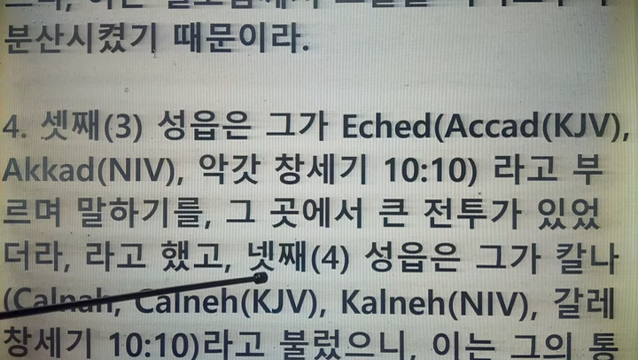 분산시켰기 때문이라.
4. 셋째(3) 성읍은 그가 Eched(Accad(KJV),
Akkad(NIV), 악갓 창세기 10:10) 라고 부
르며 말하기를, 그 곳에서 큰 전투가 있었
더라, 라고 했고, 넷째(4) 성읍은 그가 칼나
(Calnah, Calneh(KJV), Kalneh(NIV), 갈레
창세기 10:10)라고 불렀으니, 이는 그의 통